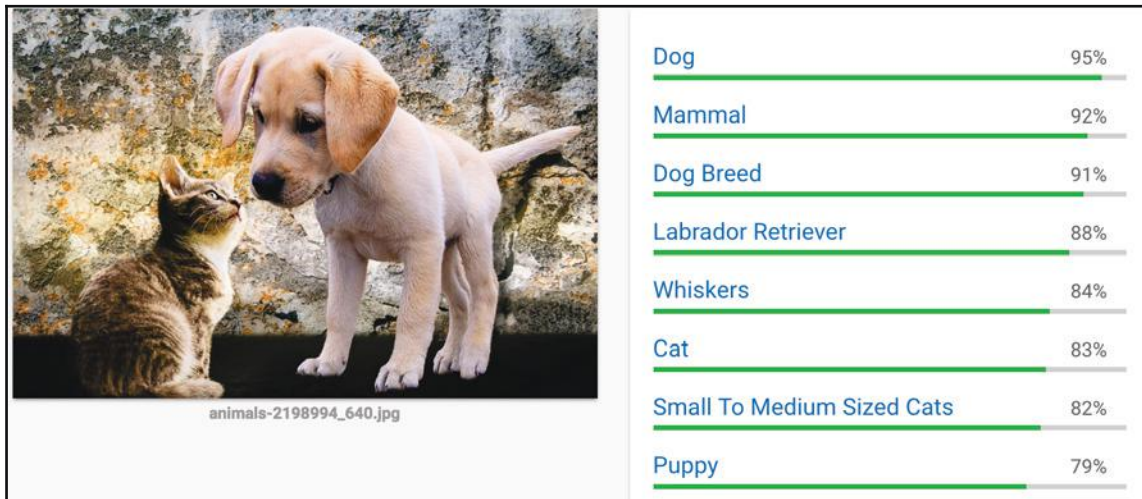 Dog 95%
Mammal 92%
Dog Breed 91%
Labrador Retriever 88%
Whiskers 84%
Cat 83%
Small To Medium Sized Cats 82%
Puppy 79%
animals-2198994_640.jpg